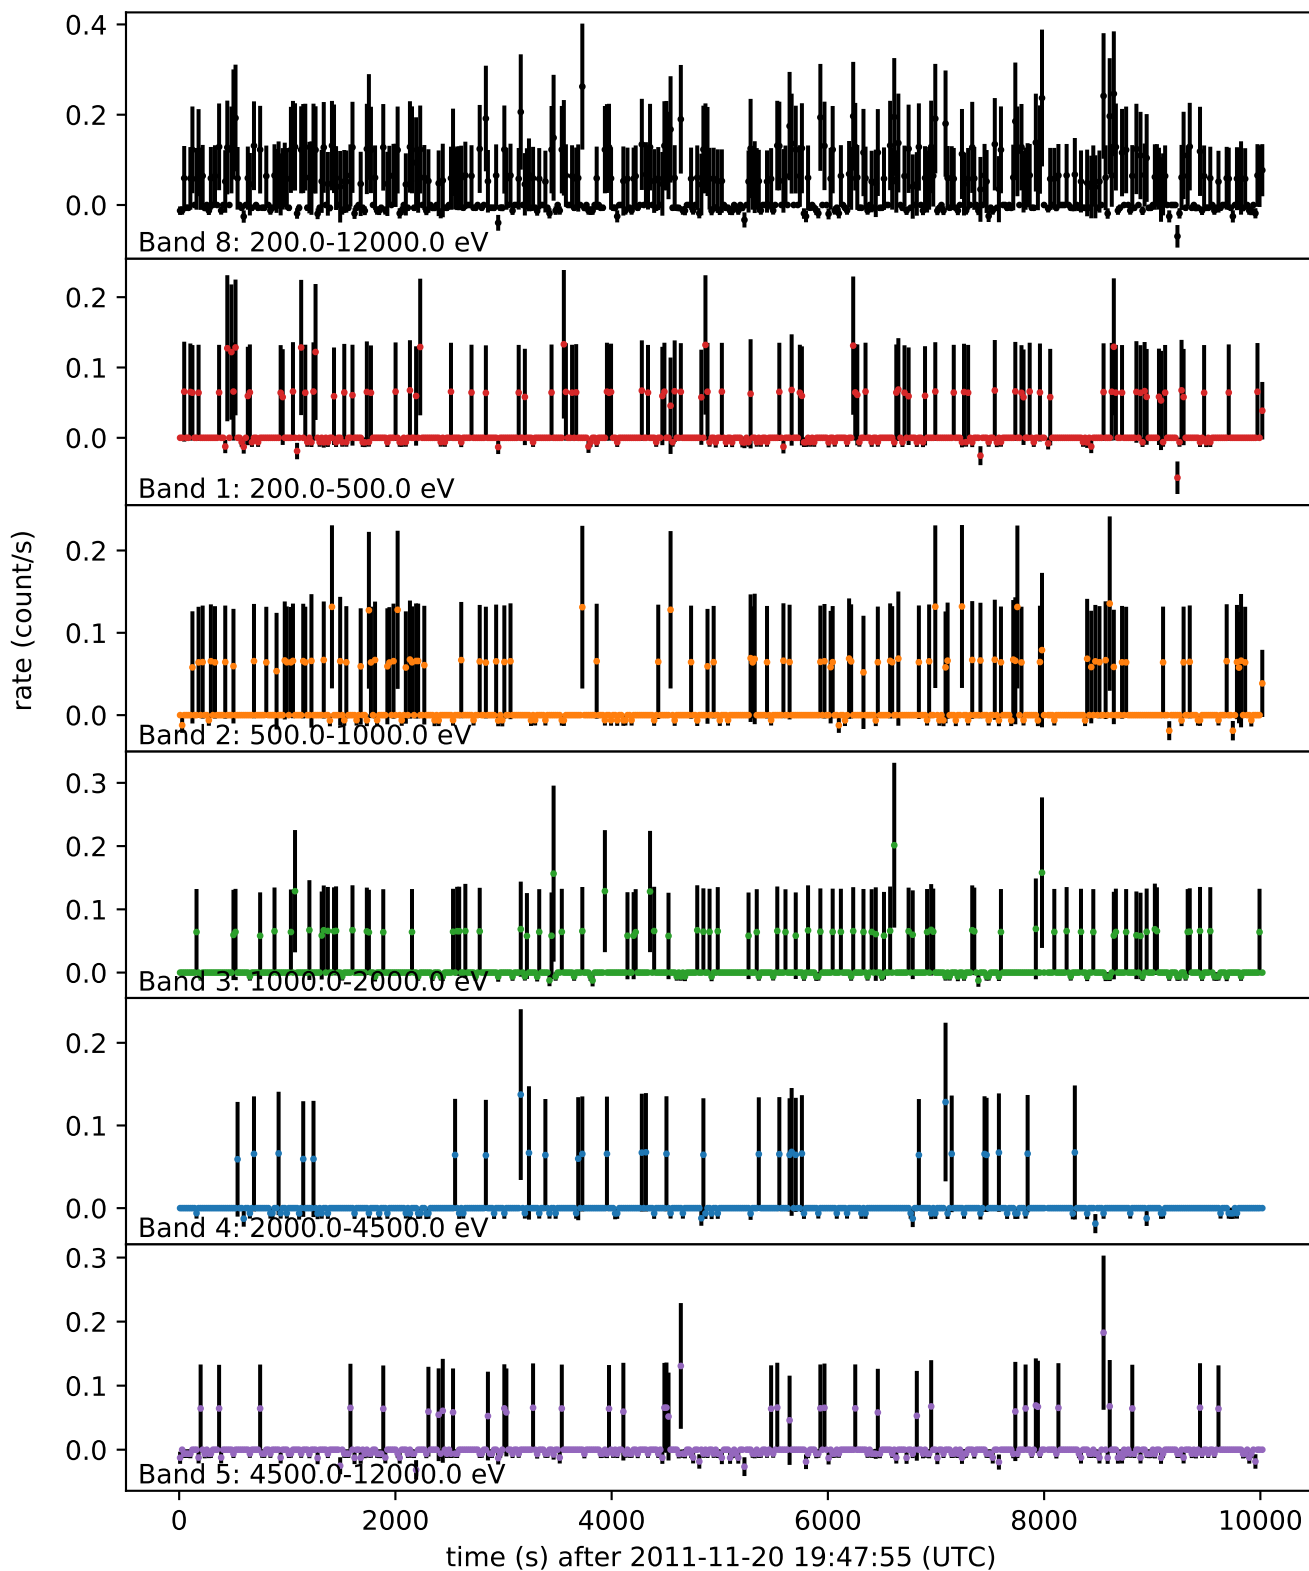 0.4
0.2
0.0
Band 8: 200.0-12000.0 eV
0.2
0.1
0.0
Band 1: 200.0-500.0 eV
rate (count/s)
0.2
0.1
0.0
Band 2: 500.0-1000.0 eV
0.3
0.2
0.1
0.0
Band 3: 1000.0-2000.0 eV
0.2
0.1
0.0
Band 4: 2000.0-4500.0 eV
0.3
0.2
0.1
0.0
Band 5: 4500.0-12000.0 eV
0 2000 4000 6000 8000 10000
time (s) after 2011-11-20 19:47:55 (UTC)